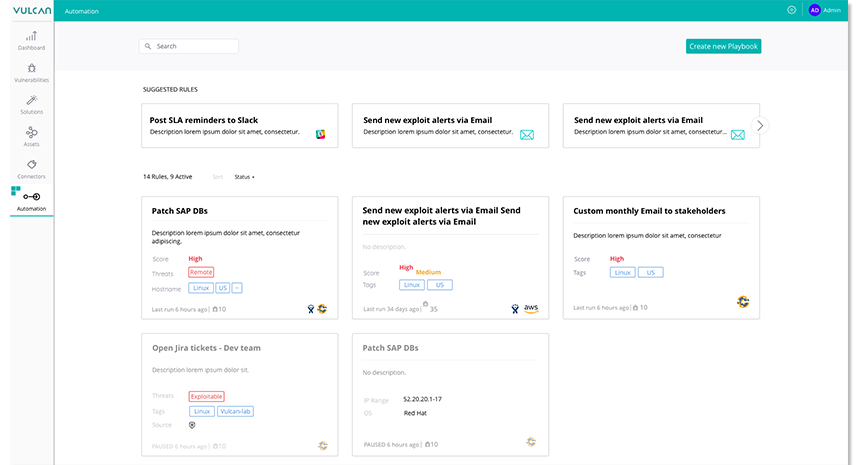 VULCAN
Automation
AD Admin
Dashboard
Vulnerabilities
Solutions
Assets
Connectors
Automation
Search
Create new Playbook
SUGGESTED RULES
Post SLA reminders to Slack
Description lorem ipsum dolor sit amet, consectetur.
Send new exploit alerts via Email
Description lorem ipsum dolor sit amet, consectetur.
Send new exploit alerts via Email
Description lorem ipsum dolor sit amet, consectetur...
14 Rules, 9 Active
Sort
Status
Patch SAP DBs
Description lorem ipsum dolor sit amet, consectetur
adipiscing.
Score High
Threats Remote
Hostname Linux US
Last run 6 hours ago | 10
Send new exploit alerts via Email Send
new exploit alerts via Email
No description.
Score High Medium
Tags Linux US
Last run 34 days ago | 35
aws
Custom monthly Email to stakeholders
Description lorem ipsum dolor sit amet, consectetur
Score High
Tags Linux US
Last run 6 hours ago | 10
Open Jira tickets - Dev team
Description lorem ipsum dolor sit.
Threats Exploitable
Tags Linux Vulcan-lab
Source
PAUSED 6 hours ago | 10
Patch SAP DBs
No description.
IP Range 52.20.20.1-17
OS Red Hat
PAUSED 6 hours ago | 10